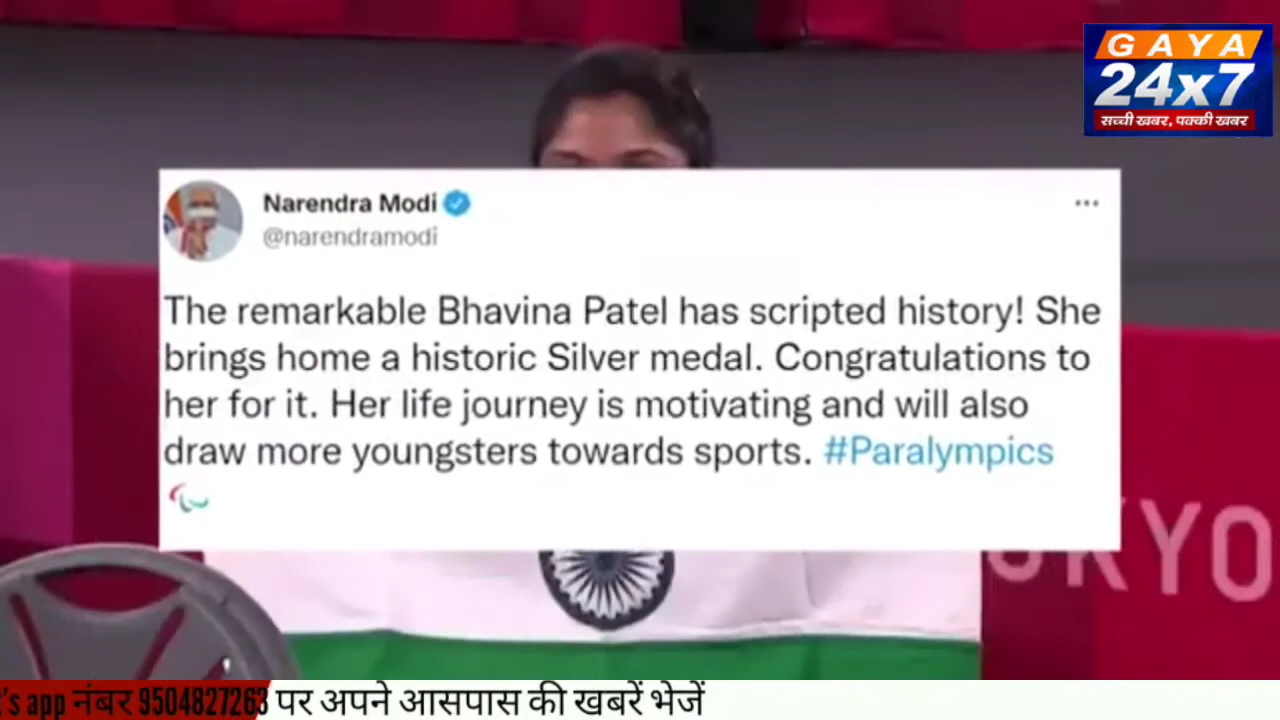 GAYA
24x7
सच्ची खबर, पक्की खबर
Narendra Modi
@narendramodi
The remarkable Bhavina Patel has scripted history! She
brings home a historic Silver medal. Congratulations to
her for it. Her life journey is motivating and will also
draw more youngsters towards sports. #Paralympics
OKYO
's app नंबर 9504827263 पर अपने आसपास की खबरें भेजें